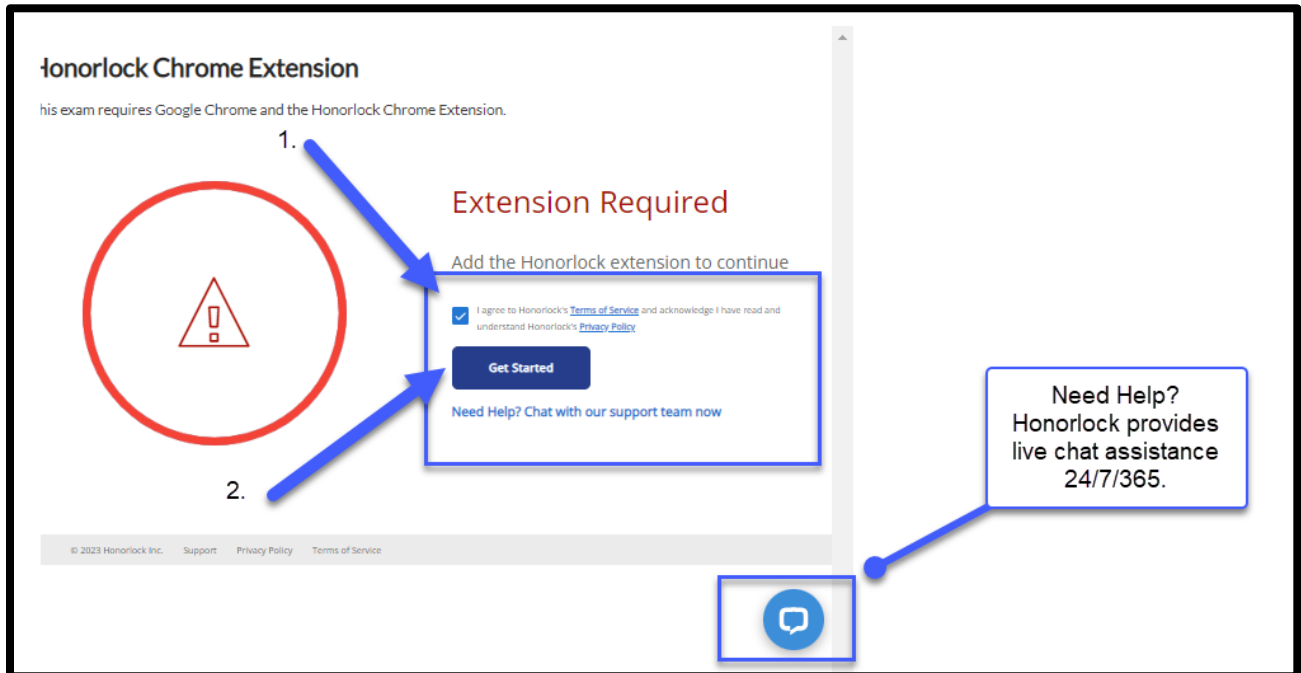 Honorlock Chrome Extension
his exam requires Google Chrome and the Honorlock Chrome Extension.
1.
Extension Required
Add the Honorlock extension to continue
I agree to Honorlock's Terms of Service and acknowledge I have read and
understand Honorlock's Privacy Policy
Get Started
Need Help? Chat with our support team now
2.
Need Help?
Honorlock provides
live chat assistance
24/7/365.
© 2023 Honorlock Inc. Support Privacy Policy Terms of Service